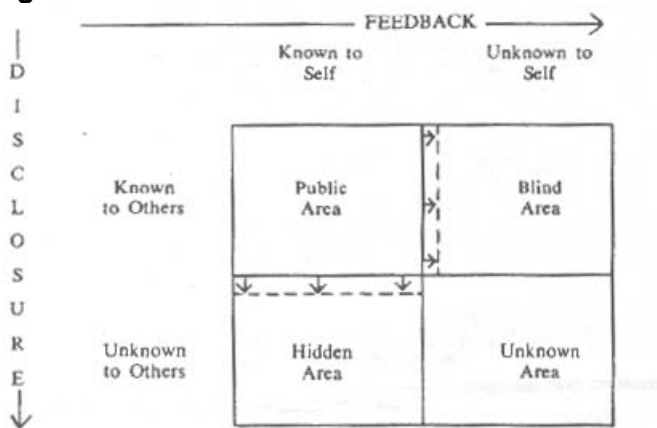 FEEDBACK
Known to
Self
Unknown to
Self
DISCLOSURE
Known
to Others
Public
Area
Blind
Area
Unknown
to Others
Hidden
Area
Unknown
Area